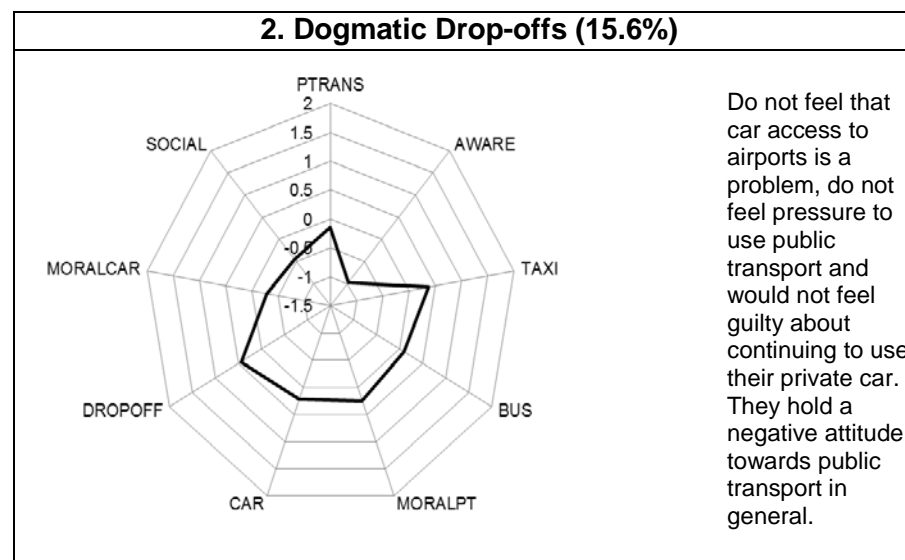 2. Dogmatic Drop-offs (15.6%)
PTRANS
2
1.5
1
0.5
0
-0.5
-1
-1.5
AWARE
TAXI
BUS
MORALPT
CAR
DROPOFF
MORALCAR
SOCIAL
Do not feel that
car access to
airports is a
problem, do not
feel pressure to
use public
transport and
would not feel
guilty about
continuing to use
their private car.
They hold a
negative attitude
towards public
transport in
general.